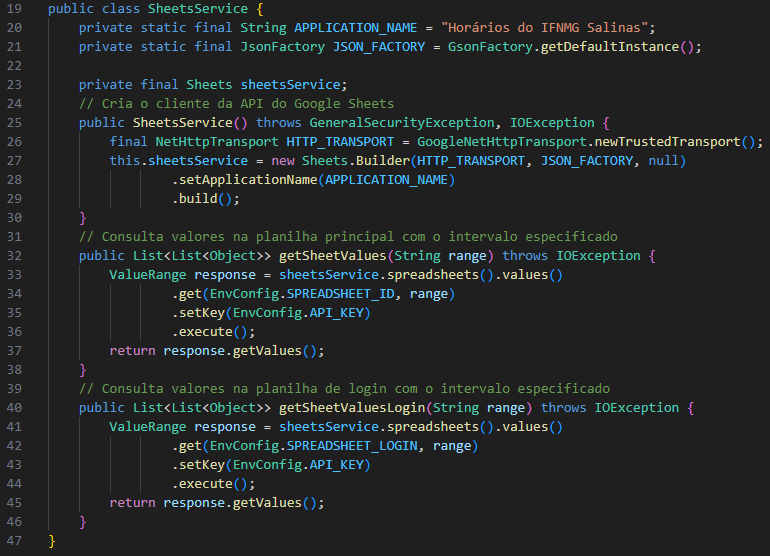 19 public class SheetsService {
20     private static final String APPLICATION_NAME = "Horários do IFNMG Salinas";
21     private static final JsonFactory JSON_FACTORY = GsonFactory.getDefaultInstance();
22
23     private final Sheets sheetsService;
24     // Cria o cliente da API do Google Sheets
25     public SheetsService() throws GeneralSecurityException, IOException {
26         final NetHttpTransport HTTP_TRANSPORT = GoogleNetHttpTransport.newTrustedTransport();
27         this.sheetsService = new Sheets.Builder(HTTP_TRANSPORT, JSON_FACTORY, null)
28                 .setApplicationName(APPLICATION_NAME)
29                 .build();
30     }
31     // Consulta valores na planilha principal com o intervalo especificado
32     public List<List<Object>> getSheetValues(String range) throws IOException {
33         ValueRange response = sheetsService.spreadsheets().values()
34                 .get(EnvConfig.SPREADSHEET_ID, range)
35                 .setKey(EnvConfig.API_KEY)
36                 .execute();
37         return response.getValues();
38     }
39     // Consulta valores na planilha de login com o intervalo especificado
40     public List<List<Object>> getSheetValuesLogin(String range) throws IOException {
41         ValueRange response = sheetsService.spreadsheets().values()
42                 .get(EnvConfig.SPREADSHEET_LOGIN, range)
43                 .setKey(EnvConfig.API_KEY)
44                 .execute();
45         return response.getValues();
46     }
47 }